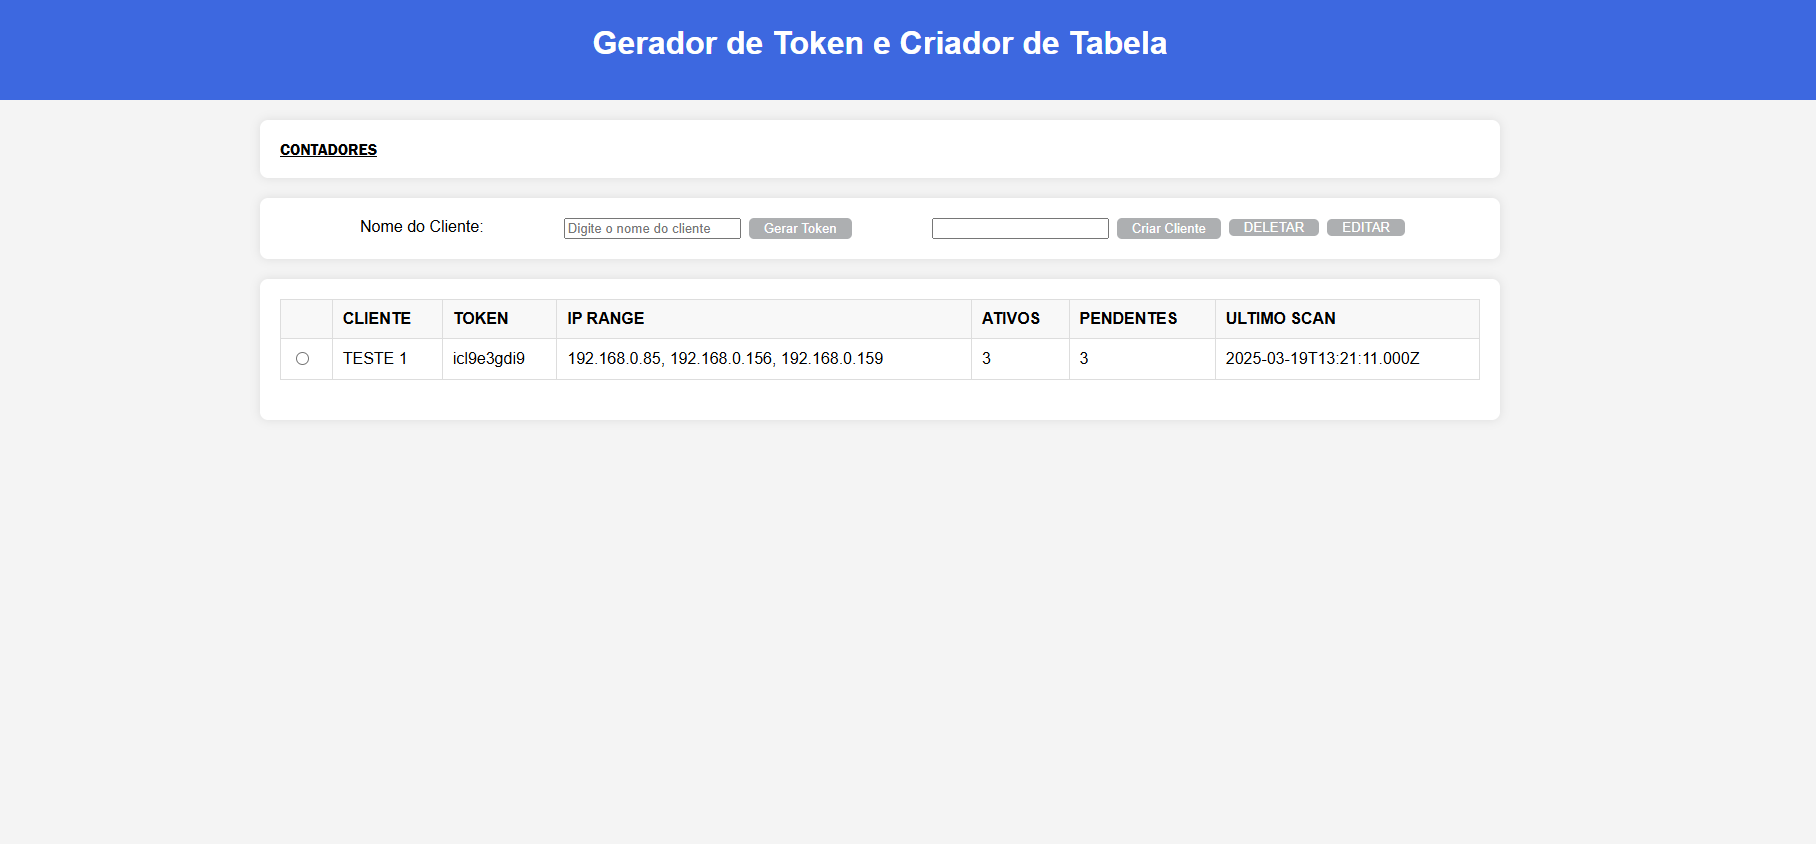 Gerador de Token e Criador de Tabela
CONTADORES
Nome do Cliente: Digite o nome do cliente Gerar Token Criar Cliente DELETAR EDITAR
CLIENTE TOKEN IP RANGE ATIVOS PENDENTES ULTIMO SCAN
TESTE 1 icl9e3gdi9 192.168.0.85, 192.168.0.156, 192.168.0.159 3 3 2025-03-19T13:21:11.000Z